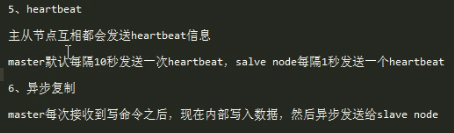 5、heartbeat
主从节点互相都会发送heartbeat信息
master默认每隔10秒发送一次heartbeat，salve node每隔1秒发送一个heartbeat
6、异步复制
master每次接收到写命令之后，现在内部写入数据，然后异步发送给slave node